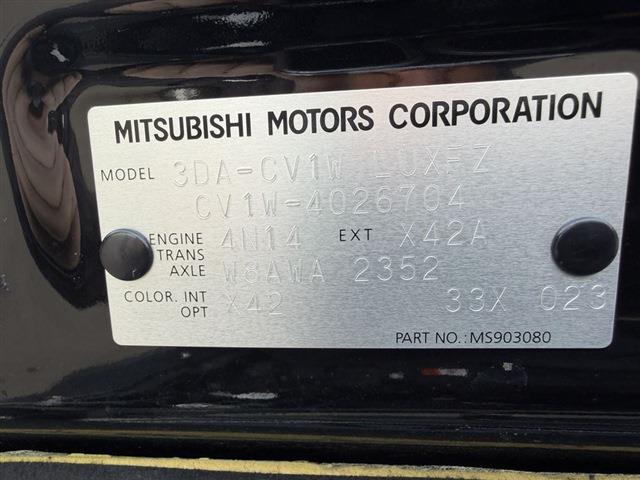 MITSUBISHI MOTORS CORPORATION
MODEL 3DA-CV1W LUXFZ
CV1W-4026704
ENGINE 4N14 EXT X42A
TRANS AXLE W8AWA 2352
COLOR. INT OPT X42 33X 023
PART NO.: MS903080